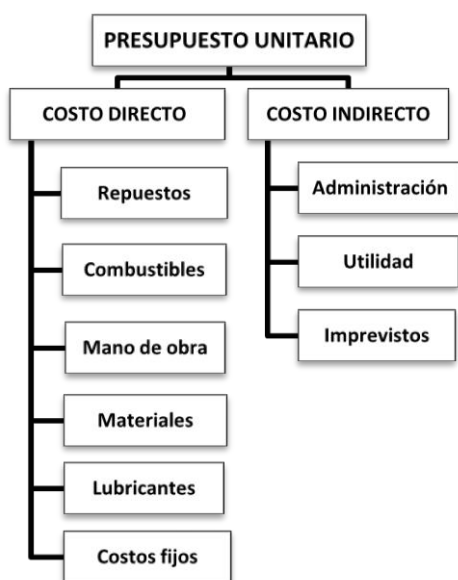 PRESUPUESTO UNITARIO
COSTO DIRECTO
Repuestos
Combustibles
Mano de obra
Materiales
Lubricantes
Costos fijos
COSTO INDIRECTO
Administración
Utilidad
Imprevistos